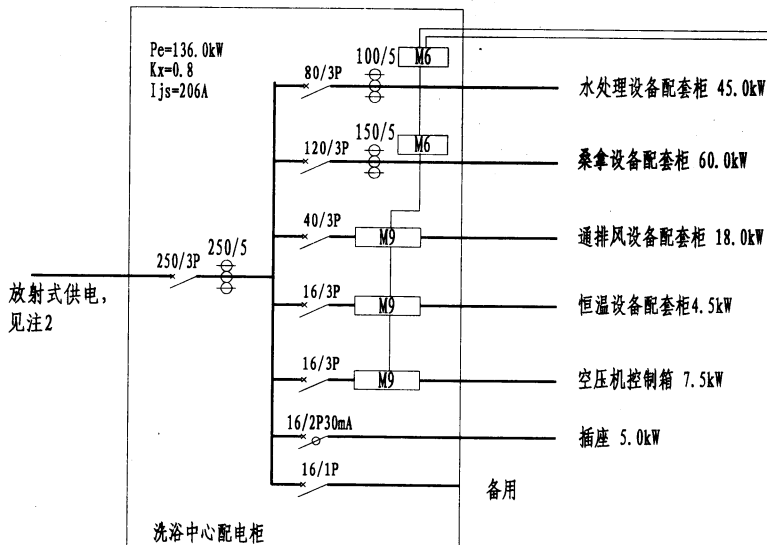 Pe=136.0kW
Kx=0.8
Ijs=206A
80/3P
100/5
M6
水处理设备配套柜 45.0kW
120/3P
150/5
M6
桑拿设备配套柜 60.0kW
40/3P
M9
通排风设备配套柜 18.0kW
250/3P
250/5
放射式供电,
见注2
16/3P
M9
恒温设备配套柜4.5kW
16/3P
M9
空压机控制箱 7.5kW
16/2P30mA
插座 5.0kW
16/1P
备用
洗浴中心配电柜